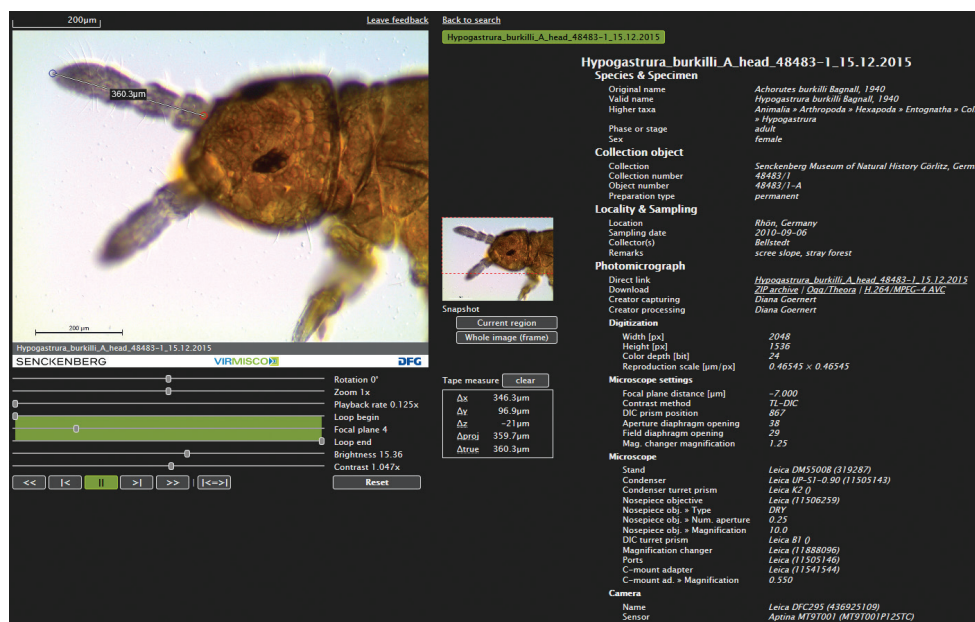 200µm
Leave feedback
Back to search
Hypogastrura_burkilli_A_head_48483-1_15.12.2015
360.3µm
200 µm
Hypogastrura_burkilli_A_head_48483-1_15.12.2015
SENCKENBERG
VIRMISCO
DFG
Rotation 0°
Zoom 1x
Playback rate 0.125x
Loop begin
Focal plane 4
Loop end
Brightness 15.36
Contrast 1.047x
<< |< || >| >> | |<=>|
Reset
Snapshot
Current region
Whole image (frame)
Tape measure clear
Δx 346.3µm
Δy 96.9µm
Δz −21µm
Δproj 359.7µm
Δtrue 360.3µm
Hypogastrura_burkilli_A_head_48483-1_15.12.2015
Species & Specimen
Original name Achorutes burkilli Bagnall, 1940
Valid name Hypogastrura burkilli Bagnall, 1940
Higher taxa Animalia » Arthropoda » Hexapoda » Entognatha » Col
» Hypogastrura
Phase or stage adult
Sex female
Collection object
Collection Senckenberg Museum of Natural History Görlitz, Germ
Collection number 48483/1
Object number 48483/1-A
Preparation type permanent
Locality & Sampling
Location Rhön, Germany
Sampling date 2010-09-06
Collector(s) Bellstedt
Remarks scree slope, stray forest
Photomicrograph
Direct link Hypogastrura_burkilli_A_head_48483-1_15.12.2015
Download ZIP archive | Ogg/Theora | H.264/MPEG-4 AVC
Creator capturing Diana Goernert
Creator processing Diana Goernert
Digitization
Width [px] 2048
Height [px] 1536
Color depth [bit] 24
Reproduction scale [µm/px] 0.46545 × 0.46545
Microscope settings
Focal plane distance [µm] -7.000
Contrast method TL-DIC
DIC prism position 867
Aperture diaphragm opening 38
Field diaphragm opening 29
Mag. changer magnification 1.25
Microscope
Stand Leica DM5500B (319287)
Condenser Leica UP-S1-0.90 (11505143)
Condenser turret prism Leica K2 ()
Nosepiece objective Leica (11506259)
Nosepiece obj. » Type DRY
Nosepiece obj. » Num. aperture 0.25
Nosepiece obj. » Magnification 10.0
DIC turret prism Leica B1 ()
Magnification changer Leica (11888096)
Ports Leica (11505146)
C-mount adapter Leica (11541544)
C-mount ad. » Magnification 0.550
Camera
Name Leica DFC295 (436925109)
Sensor Aptina MT9T001 (MT9T001P12STC)